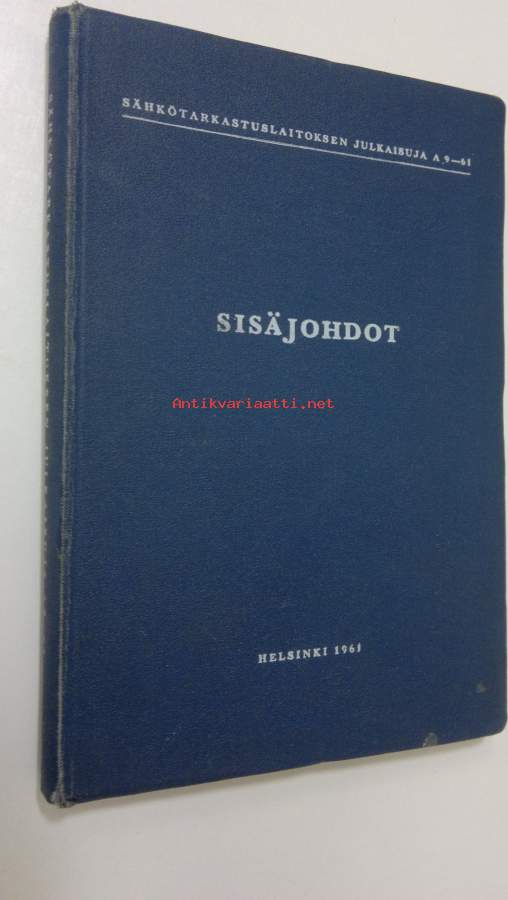 SÄHKÖTARKASTUSLAITOKSEN JULKAISUJA A 9—61
SISÄJOHDOT
Antikvariaatti.net
HELSINKI 1961